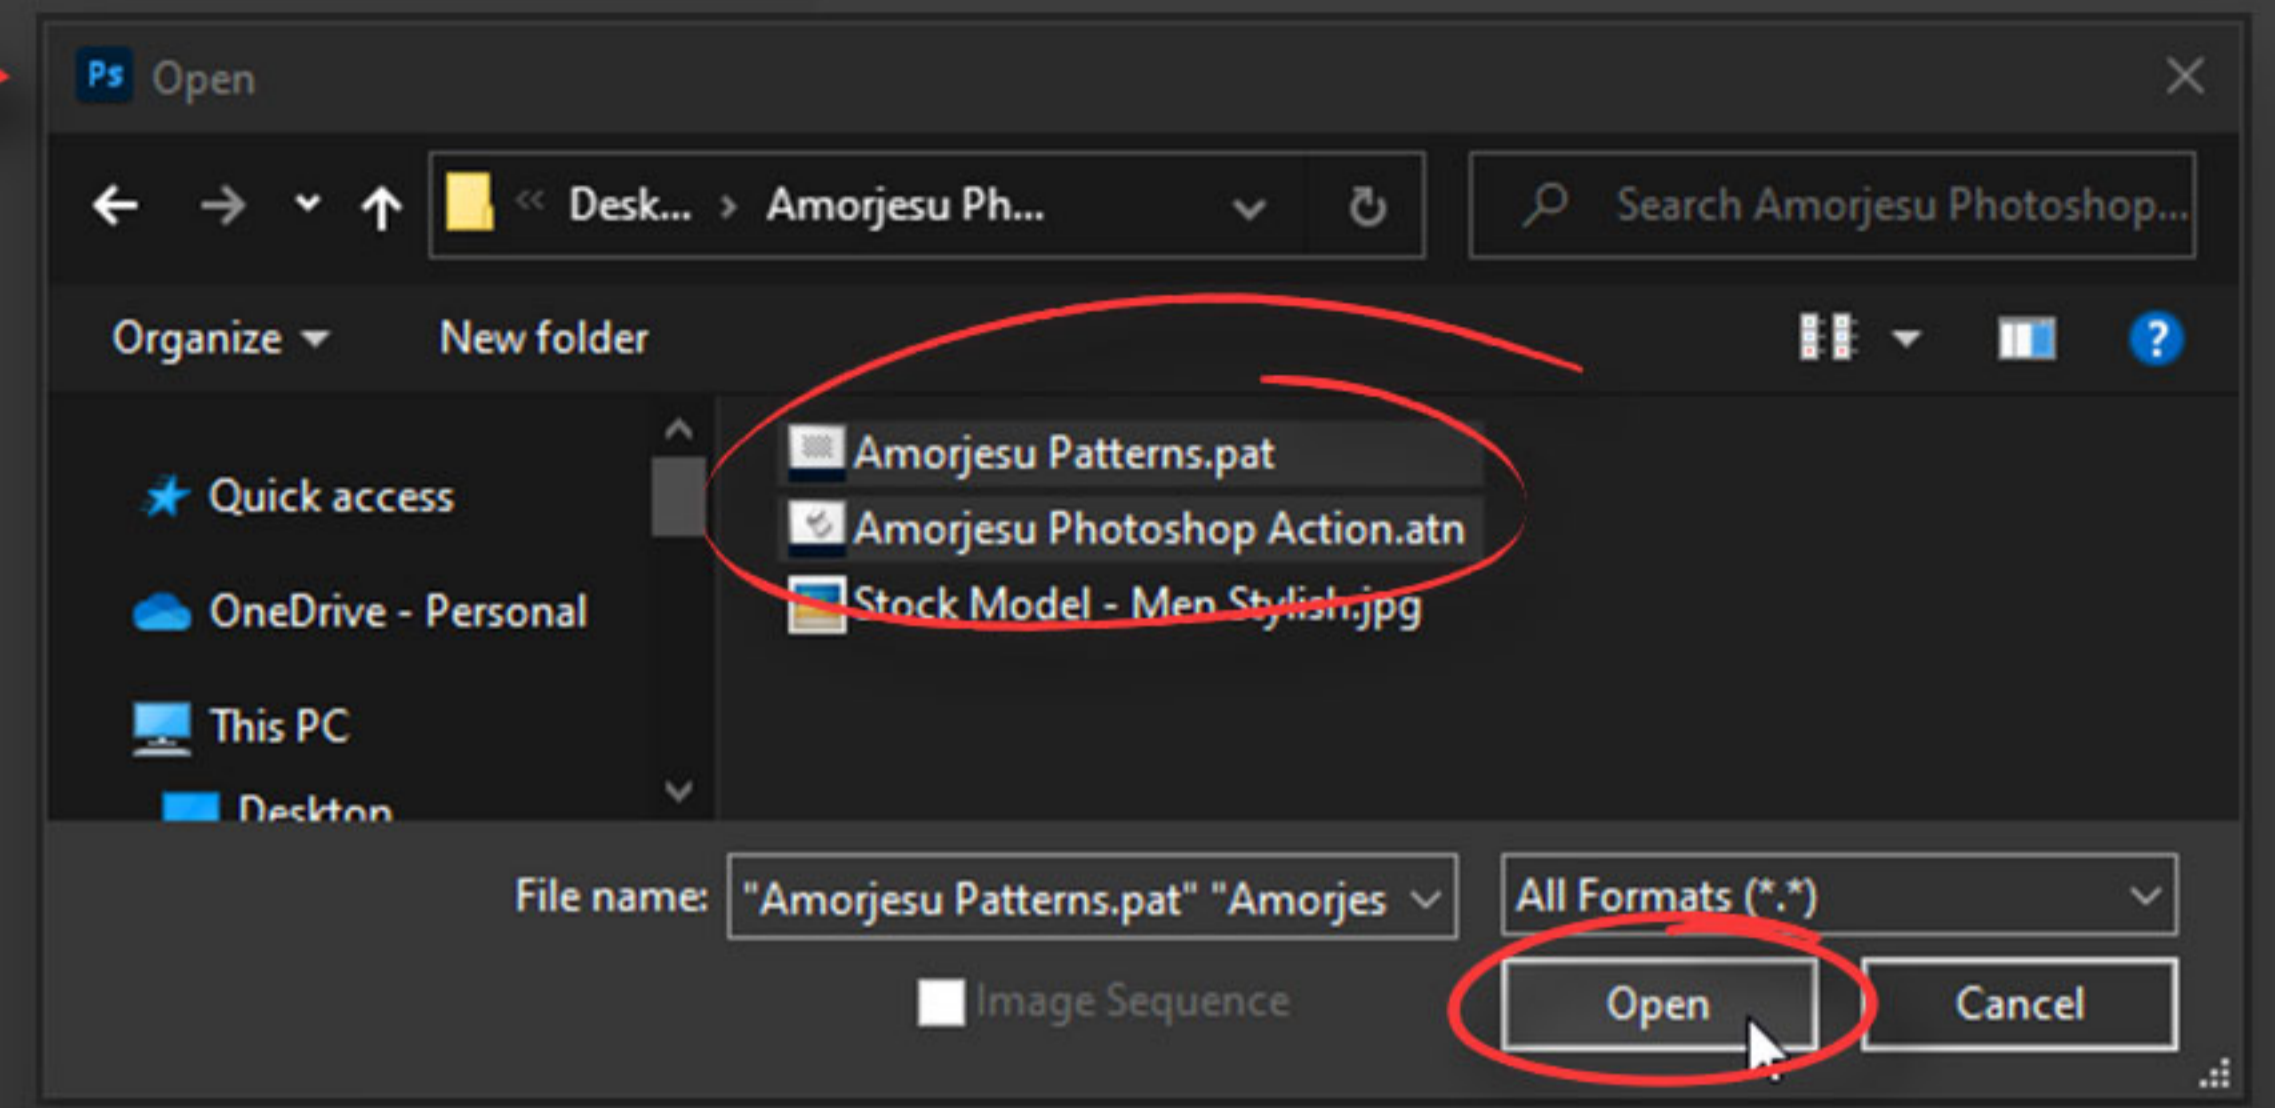 Ps Open
« Desk... › Amorjesu Ph...
Search Amorjesu Photoshop...
Organize
New folder
?
Quick access
OneDrive - Personal
This PC
Desktop
Amorjesu Patterns.pat
Amorjesu Photoshop Action.atn
Stock Model - Men Stylish.jpg
File name: "Amorjesu Patterns.pat" "Amorjes
All Formats (*.*)
Image Sequence
Open
Cancel